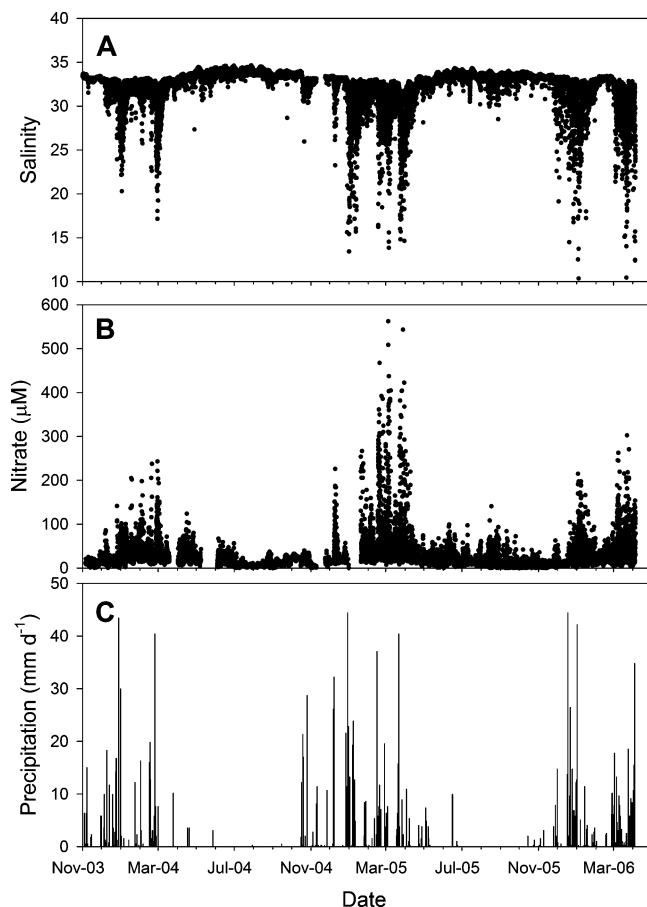 40
A
35
30
Salinity
25
20
15
10
600
B
500
400
Nitrate (μM)
300
200
100
0
50
C
40
30
Precipitation (mm d⁻¹)
20
10
0
Nov-03 Mar-04 Jul-04 Nov-04 Mar-05 Jul-05 Nov-05 Mar-06
Date